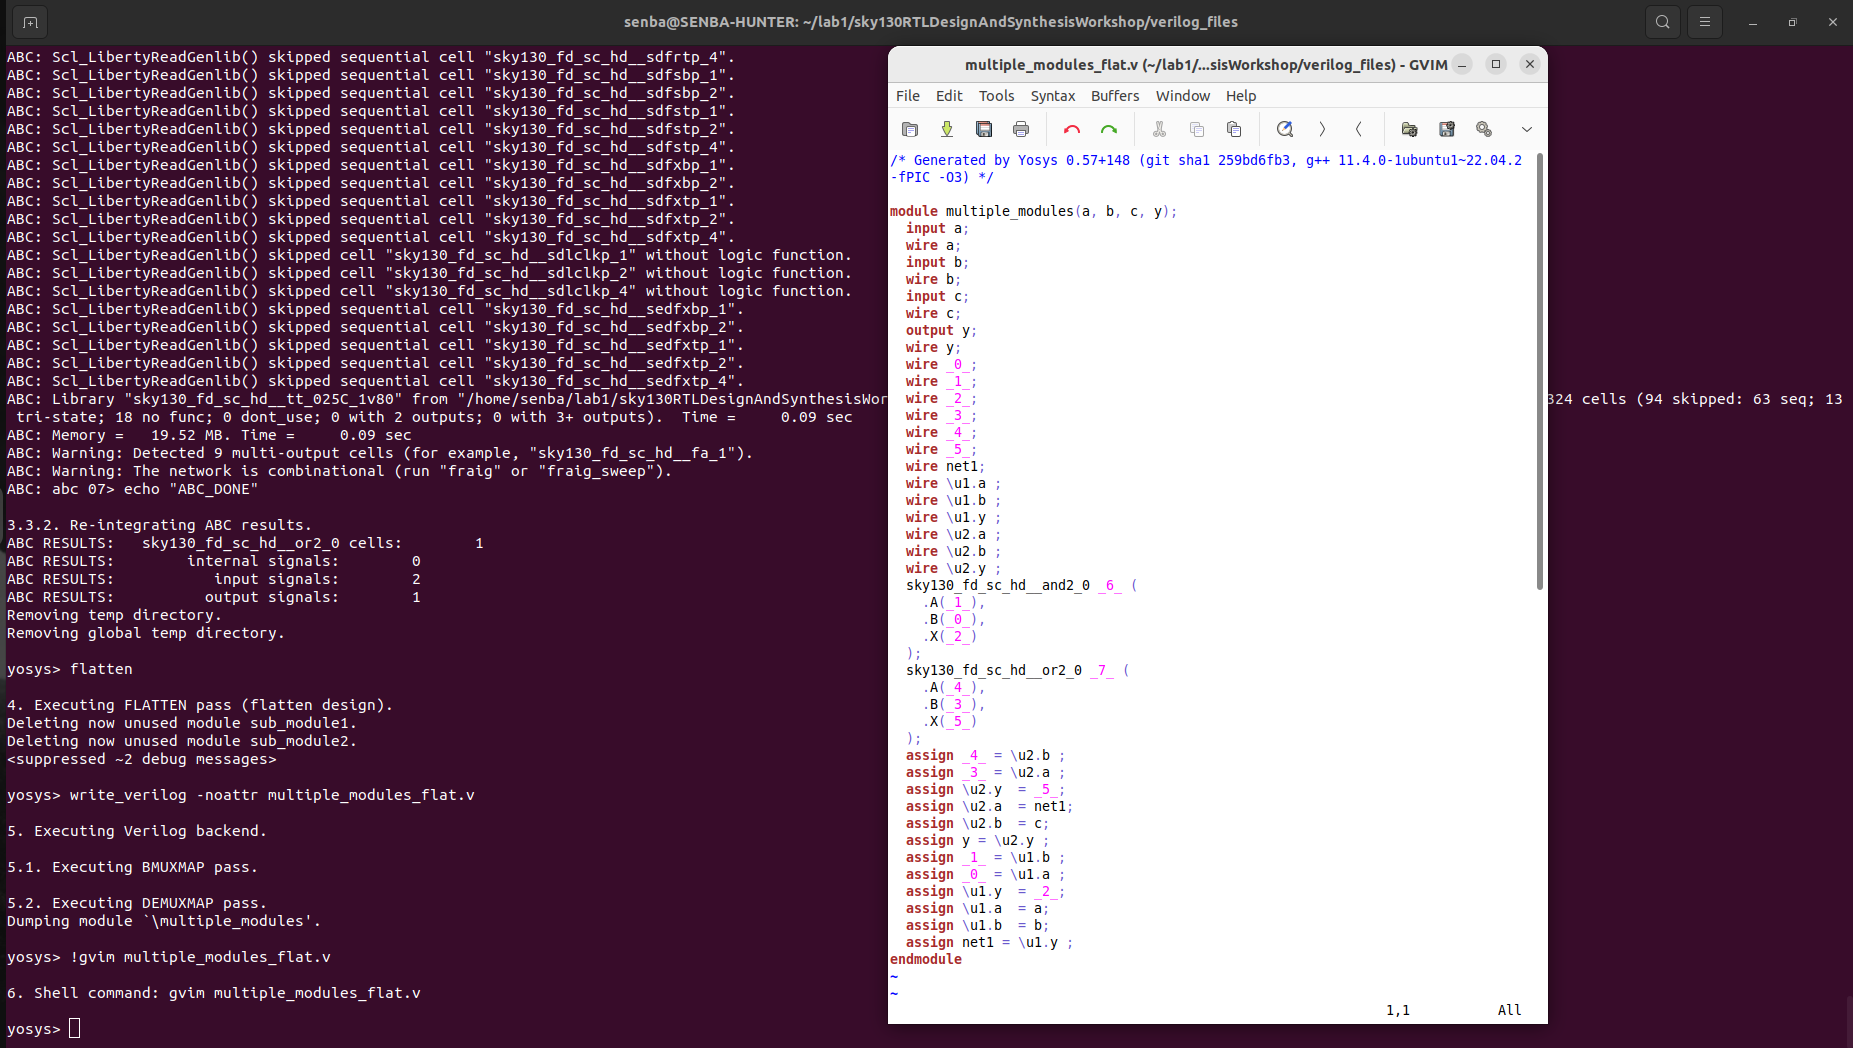 senba@SENBA-HUNTER: ~/lab1/sky130RTLDesignAndSynthesisWorkshop/verilog_files
ABC: Scl_LibertyReadGenlib() skipped sequential cell "sky130_fd_sc_hd__sdfrtp_4".
ABC: Scl_LibertyReadGenlib() skipped sequential cell "sky130_fd_sc_hd__sdfsbp_1".
ABC: Scl_LibertyReadGenlib() skipped sequential cell "sky130_fd_sc_hd__sdfsbp_2".
ABC: Scl_LibertyReadGenlib() skipped sequential cell "sky130_fd_sc_hd__sdfstp_1".
ABC: Scl_LibertyReadGenlib() skipped sequential cell "sky130_fd_sc_hd__sdfstp_2".
ABC: Scl_LibertyReadGenlib() skipped sequential cell "sky130_fd_sc_hd__sdfstp_4".
ABC: Scl_LibertyReadGenlib() skipped sequential cell "sky130_fd_sc_hd__sdfxbp_1".
ABC: Scl_LibertyReadGenlib() skipped sequential cell "sky130_fd_sc_hd__sdfxbp_2".
ABC: Scl_LibertyReadGenlib() skipped sequential cell "sky130_fd_sc_hd__sdfxtp_1".
ABC: Scl_LibertyReadGenlib() skipped sequential cell "sky130_fd_sc_hd__sdfxtp_2".
ABC: Scl_LibertyReadGenlib() skipped sequential cell "sky130_fd_sc_hd__sdfxtp_4".
ABC: Scl_LibertyReadGenlib() skipped cell "sky130_fd_sc_hd__sdlclkp_1" without logic function.
ABC: Scl_LibertyReadGenlib() skipped cell "sky130_fd_sc_hd__sdlclkp_2" without logic function.
ABC: Scl_LibertyReadGenlib() skipped cell "sky130_fd_sc_hd__sdlclkp_4" without logic function.
ABC: Scl_LibertyReadGenlib() skipped sequential cell "sky130_fd_sc_hd__sedfxbp_1".
ABC: Scl_LibertyReadGenlib() skipped sequential cell "sky130_fd_sc_hd__sedfxbp_2".
ABC: Scl_LibertyReadGenlib() skipped sequential cell "sky130_fd_sc_hd__sedfxtp_1".
ABC: Scl_LibertyReadGenlib() skipped sequential cell "sky130_fd_sc_hd__sedfxtp_2".
ABC: Scl_LibertyReadGenlib() skipped sequential cell "sky130_fd_sc_hd__sedfxtp_4".
ABC: Library "sky130_fd_sc_hd__tt_025C_1v80" from "/home/senba/lab1/sky130RTLDesignAndSynthesisWor 324 cells (94 skipped: 63 seq; 13
tri-state; 18 no func; 0 dont_use; 0 with 2 outputs; 0 with 3+ outputs).  Time =     0.09 sec
ABC: Memory =   19.52 MB. Time =     0.09 sec
ABC: Warning: Detected 9 multi-output cells (for example, "sky130_fd_sc_hd__fa_1").
ABC: Warning: The network is combinational (run "fraig" or "fraig_sweep").
ABC: abc 07> echo "ABC_DONE"
3.3.2. Re-integrating ABC results.
ABC RESULTS:   sky130_fd_sc_hd__or2_0 cells:        1
ABC RESULTS:        internal signals:        0
ABC RESULTS:           input signals:        2
ABC RESULTS:          output signals:        1
Removing temp directory.
Removing global temp directory.
yosys> flatten
4. Executing FLATTEN pass (flatten design).
Deleting now unused module sub_module1.
Deleting now unused module sub_module2.
<suppressed ~2 debug messages>
yosys> write_verilog -noattr multiple_modules_flat.v
5. Executing Verilog backend.
5.1. Executing BMUXMAP pass.
5.2. Executing DEMUXMAP pass.
Dumping module `\multiple_modules'.
yosys> !gvim multiple_modules_flat.v
6. Shell command: gvim multiple_modules_flat.v
yosys>
multiple_modules_flat.v (~/lab1/...sisWorkshop/verilog_files) - GVIM
File Edit Tools Syntax Buffers Window Help
/* Generated by Yosys 0.57+148 (git sha1 259bd6fb3, g++ 11.4.0-1ubuntu1~22.04.2
-fPIC -O3) */
module multiple_modules(a, b, c, y);
  input a;
  wire a;
  input b;
  wire b;
  input c;
  wire c;
  output y;
  wire y;
  wire _0_;
  wire _1_;
  wire _2_;
  wire _3_;
  wire _4_;
  wire _5_;
  wire net1;
  wire \u1.a ;
  wire \u1.b ;
  wire \u1.y ;
  wire \u2.a ;
  wire \u2.b ;
  wire \u2.y ;
  sky130_fd_sc_hd__and2_0 _6_ (
    .A(_1_),
    .B(_0_),
    .X(_2_)
  );
  sky130_fd_sc_hd__or2_0 _7_ (
    .A(_4_),
    .B(_3_),
    .X(_5_)
  );
  assign _4_ = \u2.b ;
  assign _3_ = \u2.a ;
  assign \u2.y  = _5_;
  assign \u2.a  = net1;
  assign \u2.b  = c;
  assign y = \u2.y ;
  assign _1_ = \u1.b ;
  assign _0_ = \u1.a ;
  assign \u1.y  = _2_;
  assign \u1.a  = a;
  assign \u1.b  = b;
  assign net1 = \u1.y ;
endmodule
~
~
1,1 All